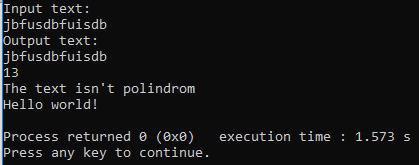 Input text:
jbfusdbfuisdb
Output text:
jbfusdbfuisdb
13
The text isn't polindrom
Hello world!
Process returned 0 (0x0)   execution time : 1.573 s
Press any key to continue.